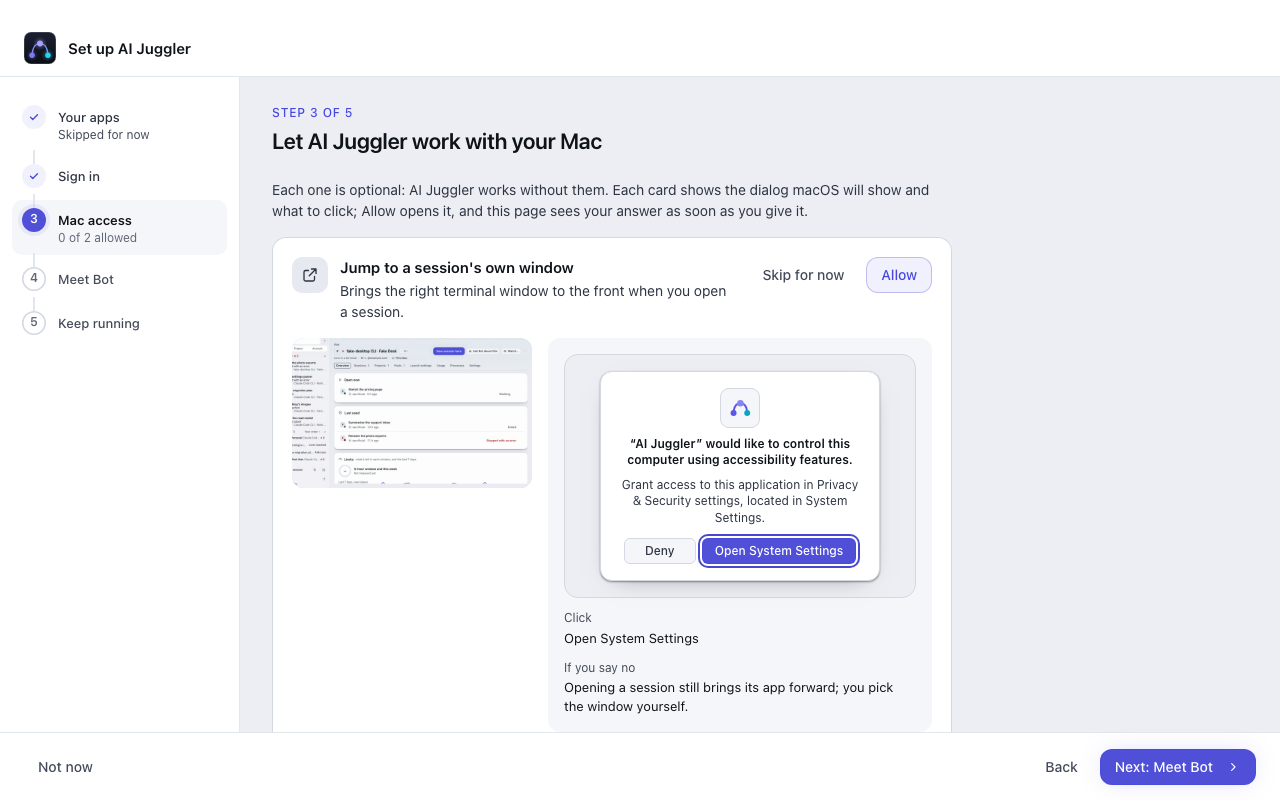 Set up AI Juggler
Your apps
Skipped for now
Sign in
3
Mac access
0 of 2 allowed
4
Meet Bot
5
Keep running
STEP 3 OF 5
Let AI Juggler work with your Mac
Each one is optional: AI Juggler works without them. Each card shows the dialog macOS will show and
what to click; Allow opens it, and this page sees your answer as soon as you give it.
Jump to a session's own window
Brings the right terminal window to the front when you open
a session.
Skip for now
Allow
Overview
Open now
Last used
“AI Juggler” would like to control this
computer using accessibility features.
Grant access to this application in Privacy
& Security settings, located in System
Settings.
Deny
Open System Settings
Click
Open System Settings
If you say no
Opening a session still brings its app forward; you pick
the window yourself.
Not now
Back
Next: Meet Bot